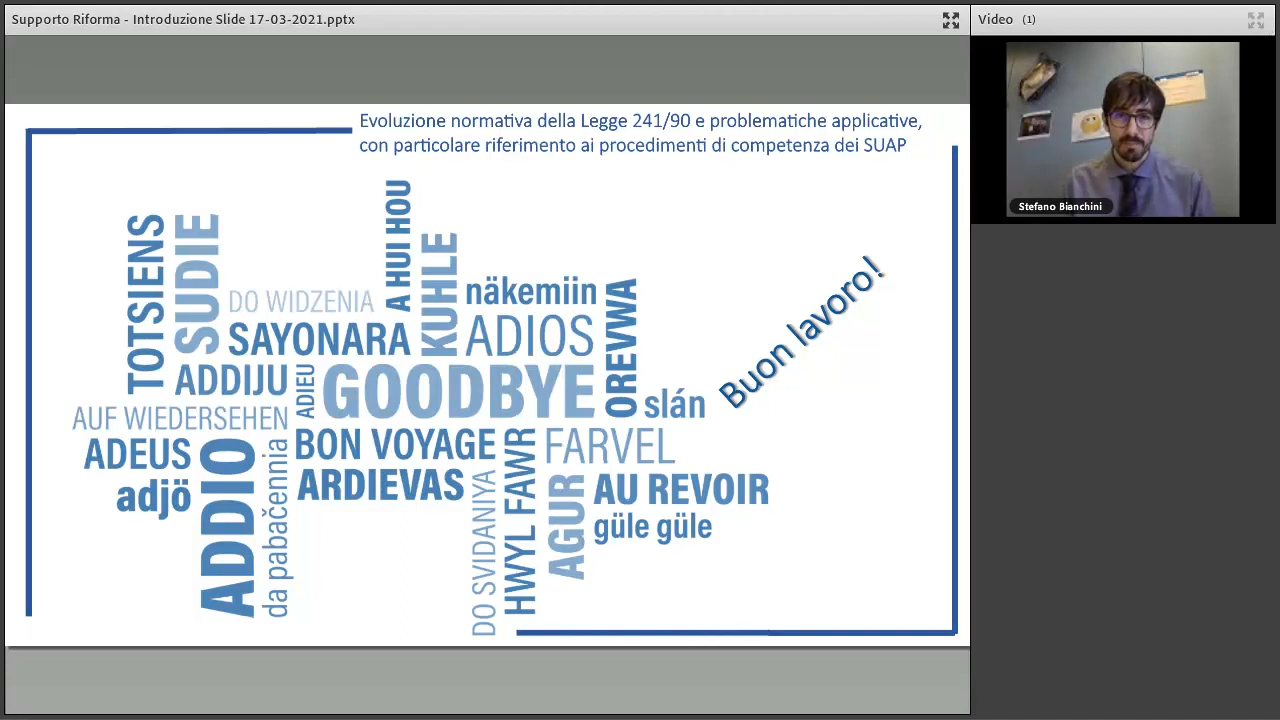 Supporto Riforma - Introduzione Slide 17-03-2021.pptx
Video (1)
Stefano Bianchini
Evoluzione normativa della Legge 241/90 e problematiche applicative,
con particolare riferimento ai procedimenti di competenza dei SUAP
TOTSIENS
SUDIE
A HUI HOU
KUHLE
DO WIDZENIA
näkemiin
OREVWA
SAYONARA
ADIOS
Buon lavoro!
ADDIJU
ADIEU
GOODBYE
slán
AUF WIEDERSEHEN
BON VOYAGE
FARVEL
ADEUS
ADDIO
da pabačennia
ARDIEVAS
DO SVIDANIYA
HWYL FAWR
AGUR
AU REVOIR
adjö
güle güle